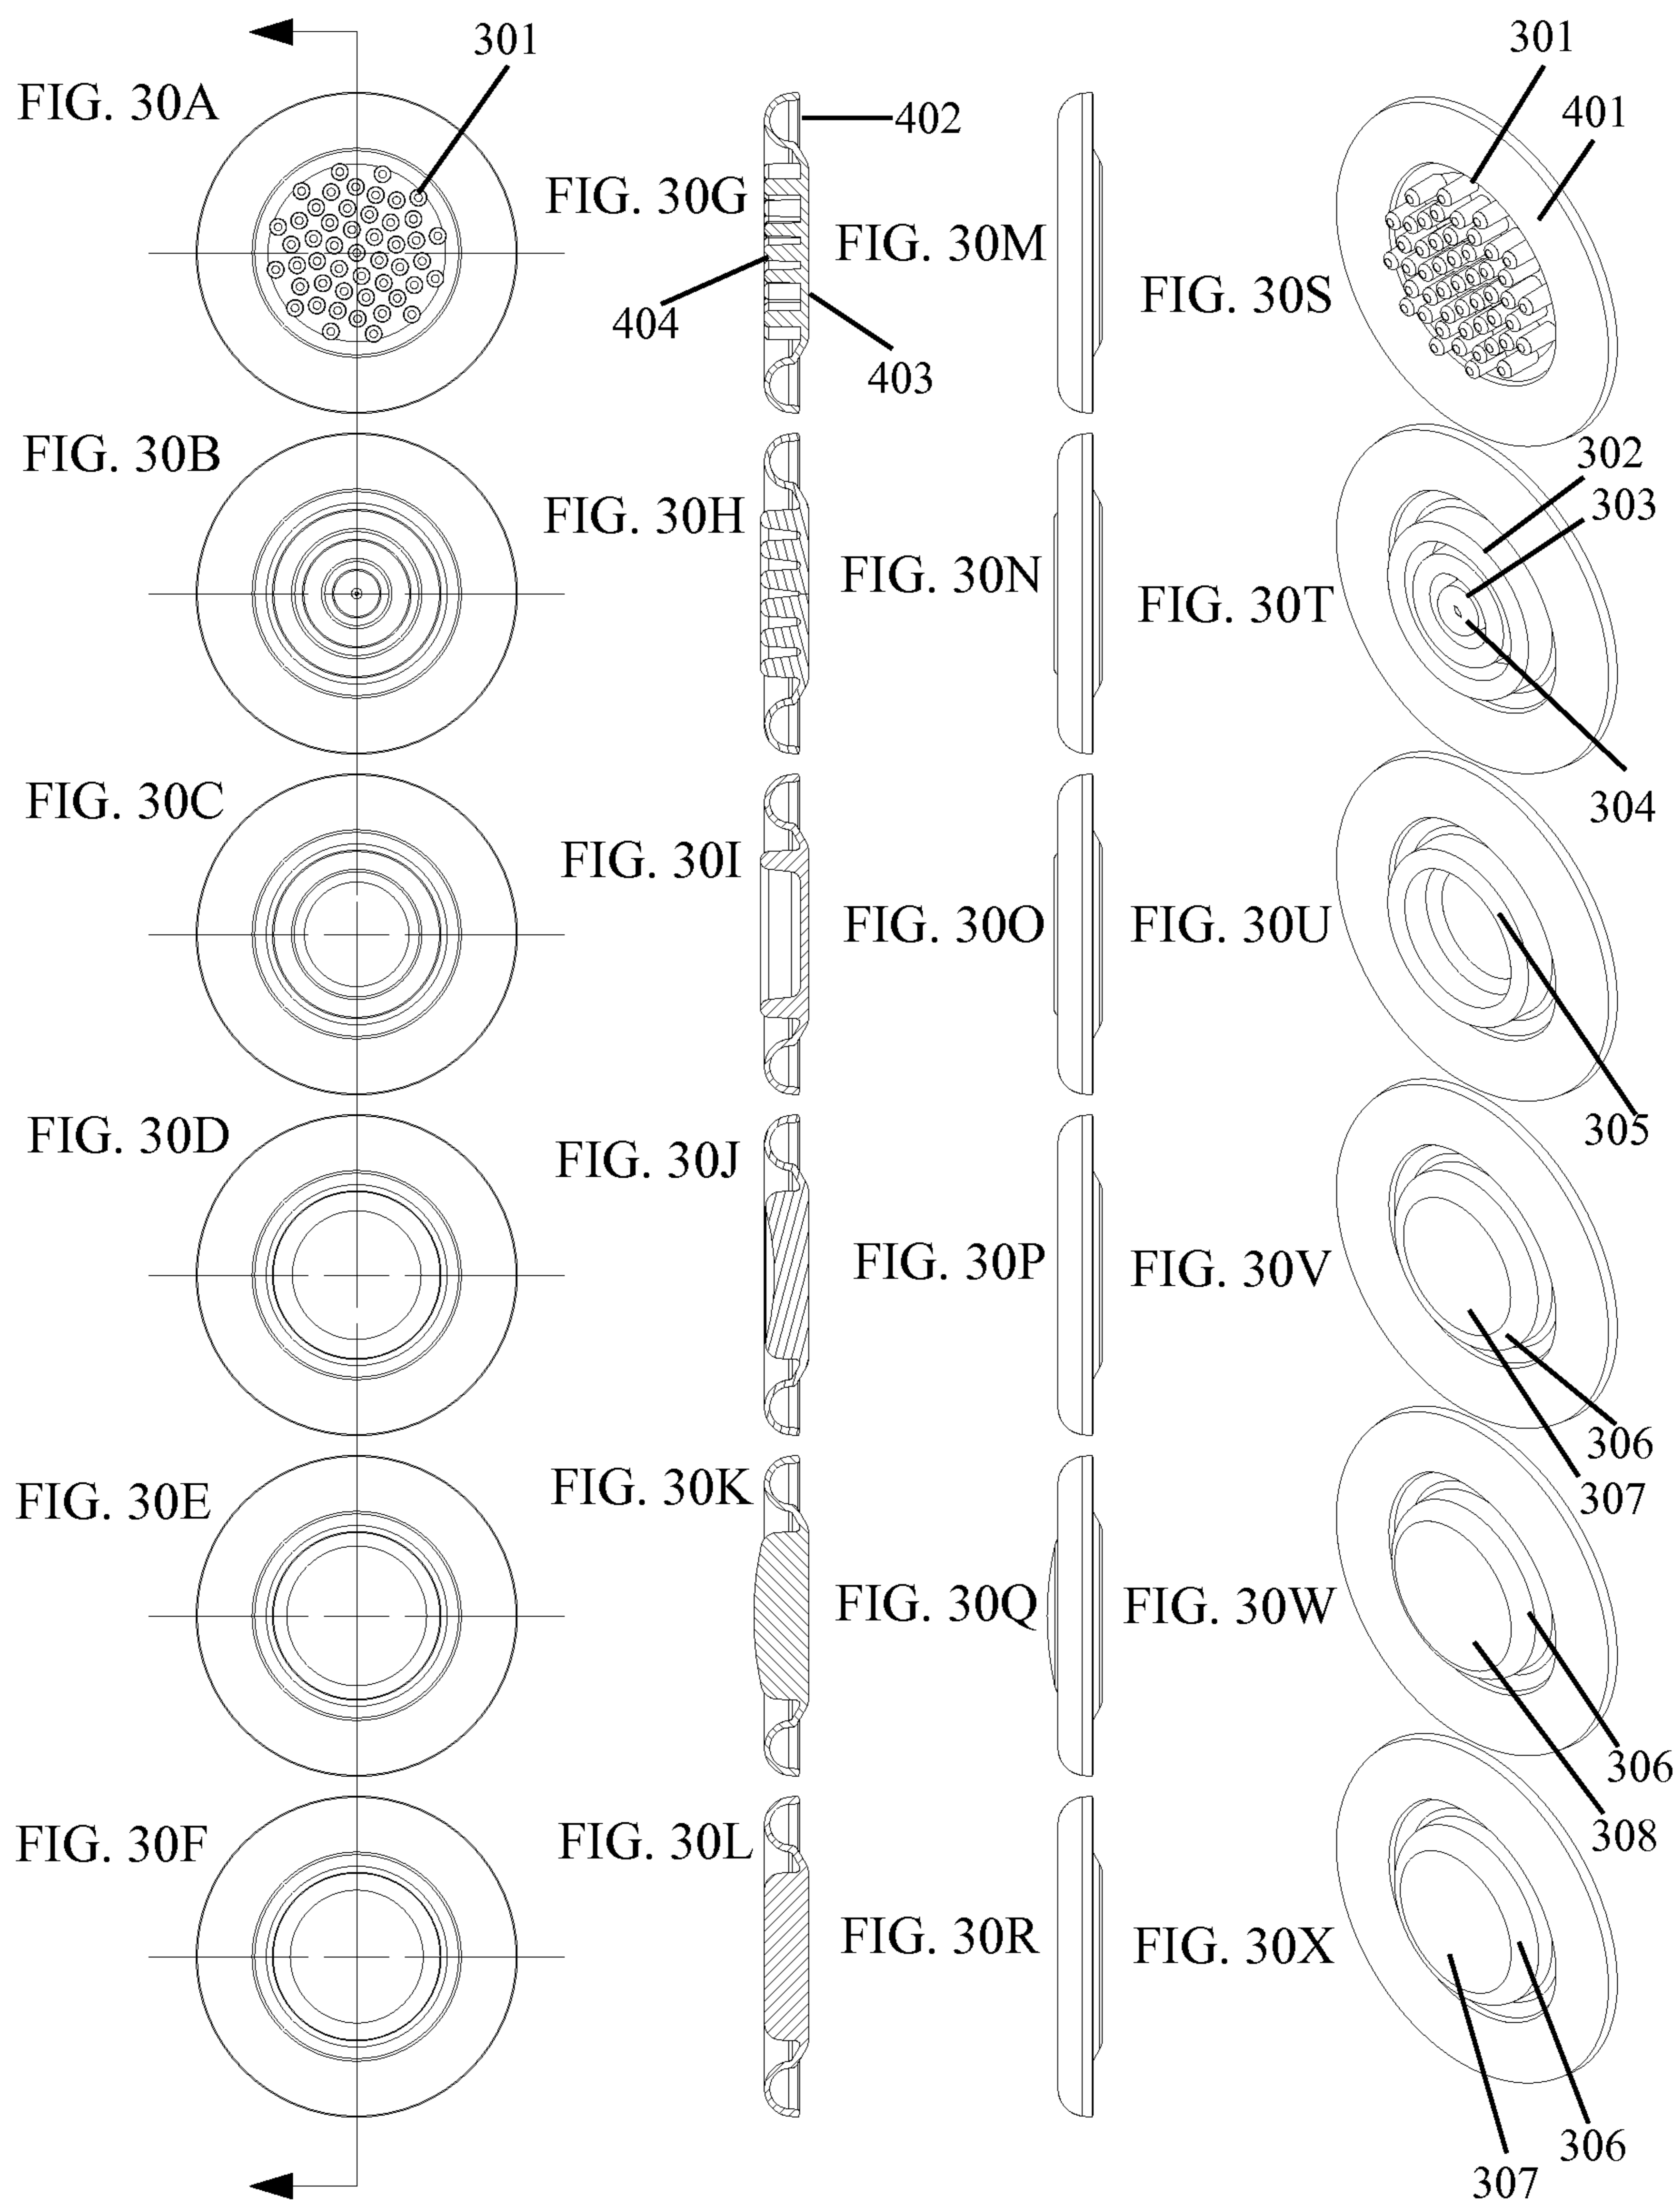 301
FIG. 30A
402
FIG. 30G
404
403
FIG. 30M
301
401
FIG. 30S
FIG. 30B
FIG. 30H
FIG. 30N
302
303
FIG. 30T
304
FIG. 30C
FIG. 30I
FIG. 30O
FIG. 30U
305
FIG. 30D
FIG. 30J
FIG. 30P
FIG. 30V
306
307
FIG. 30E
FIG. 30K
FIG. 30Q
FIG. 30W
306
308
FIG. 30F
FIG. 30L
FIG. 30R
FIG. 30X
306
307